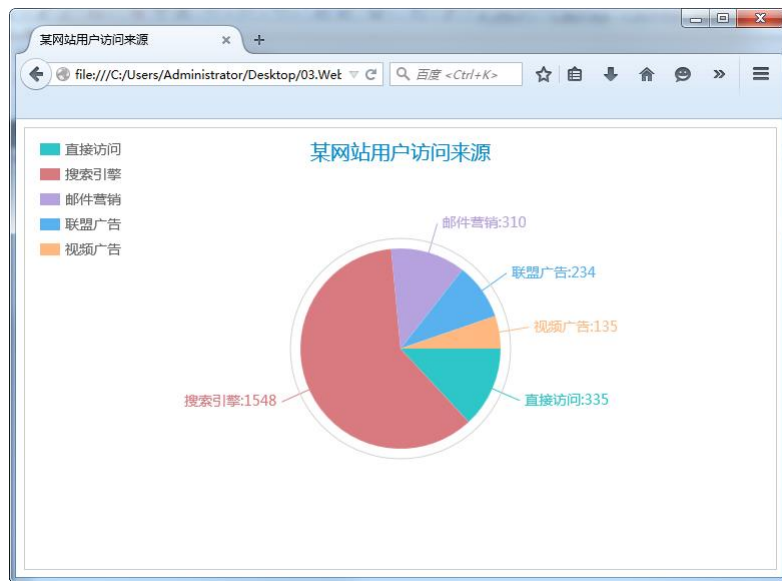 某网站用户访问来源
file:///C:/Users/Administrator/Desktop/03.Web
百度 <Ctrl+K>
某网站用户访问来源
直接访问
搜索引擎
邮件营销
联盟广告
视频广告
邮件营销:310
联盟广告:234
视频广告:135
搜索引擎:1548
直接访问:335